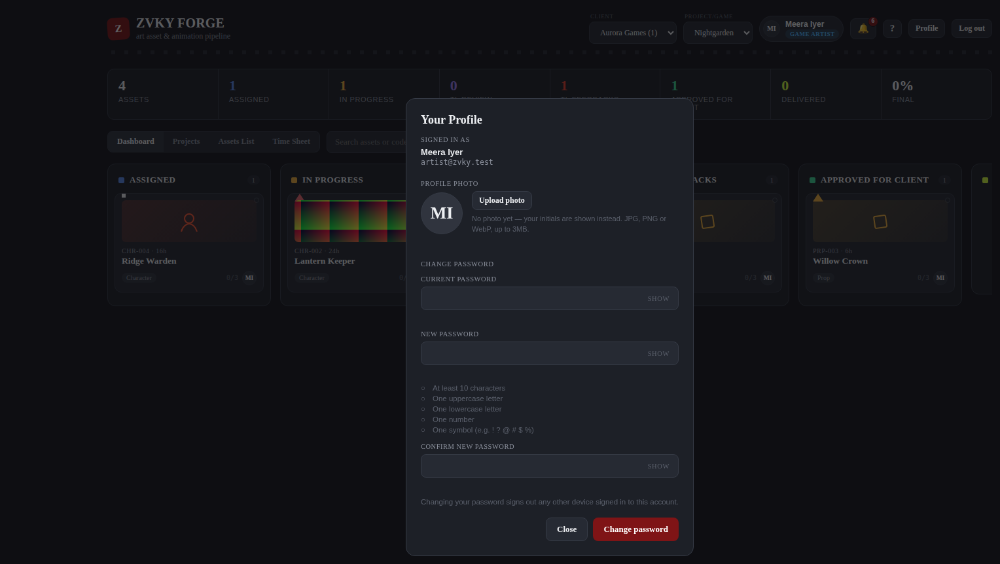 CLIENT
PROJECT/GAME
Z
ZVKY FORGE
art asset & animation pipeline
Aurora Games (1)
Nightgarden
MI
Meera Iyer
GAME ARTIST
6
?
Profile
Log out
4
ASSETS
1
ASSIGNED
1
IN PROGRESS
0
1
1
0
DELIVERED
0%
FINAL
Dashboard
Projects
Assets List
Time Sheet
Search assets or code
ASSIGNED
1
CHR-004 · 16h
Ridge Warden
Character
0/3
MI
IN PROGRESS
CHR-002 · 24h
Lantern Keeper
Character
1
0/3
MI
APPROVED FOR CLIENT
1
PRP-003 · 6h
Willow Crown
Prop
0/3
MI
Your Profile
SIGNED IN AS
Meera Iyer
artist@zvky.test
PROFILE PHOTO
MI
Upload photo
No photo yet — your initials are shown instead. JPG, PNG or
WebP, up to 3MB.
CHANGE PASSWORD
CURRENT PASSWORD
SHOW
NEW PASSWORD
SHOW
At least 10 characters
One uppercase letter
One lowercase letter
One number
One symbol (e.g. ! ? @ # $ %)
CONFIRM NEW PASSWORD
SHOW
Changing your password signs out any other device signed in to this account.
Close
Change password